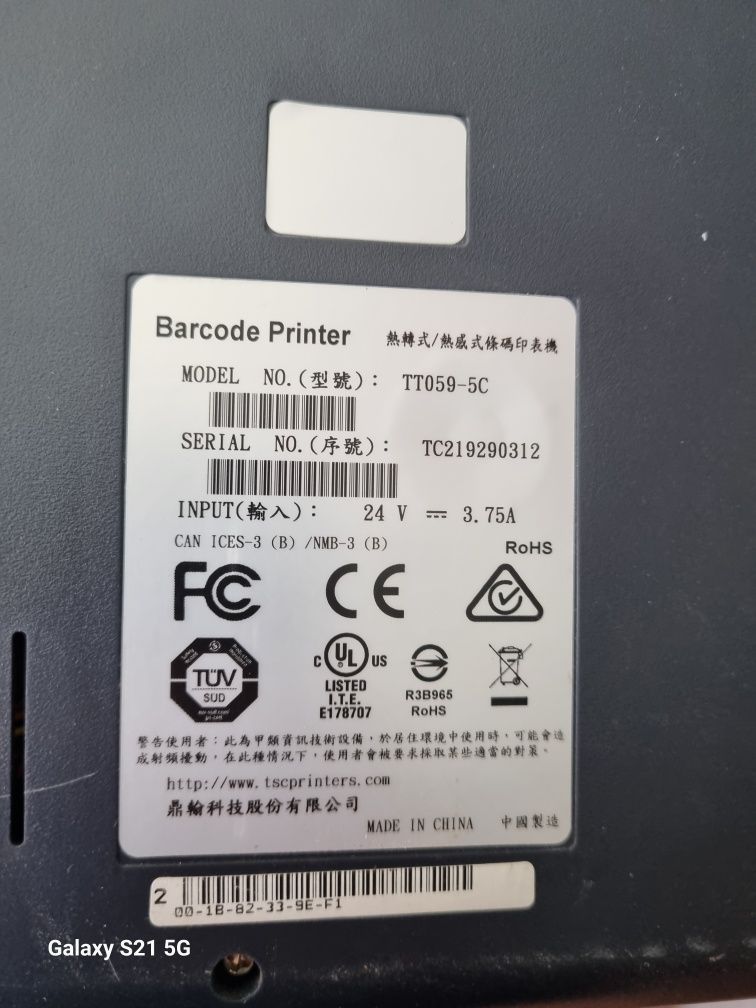 Barcode Printer 熱轉式/熱感式條碼印表機
MODEL NO.(型號): TT059-5C
SERIAL NO.(序號): TC219290312
INPUT(輸入): 24 V ⎓ 3.75A
CAN ICES-3 (B) /NMB-3 (B)
RoHS
FC CE
TÜV
SUD
C UL US
LISTED
I.T.E.
E178707
R3B965
RoHS
警告使用者:此為甲類資訊技術設備,於居住環境中使用時,可能會造
成射頻擾動,在此種情況下,使用者會被要求採取某些適當的對策。
http://www.tscprinters.com
鼎翰科技股份有限公司
MADE IN CHINA 中國製造
2
00-1B-82-33-9E-F1
Galaxy S21 5G